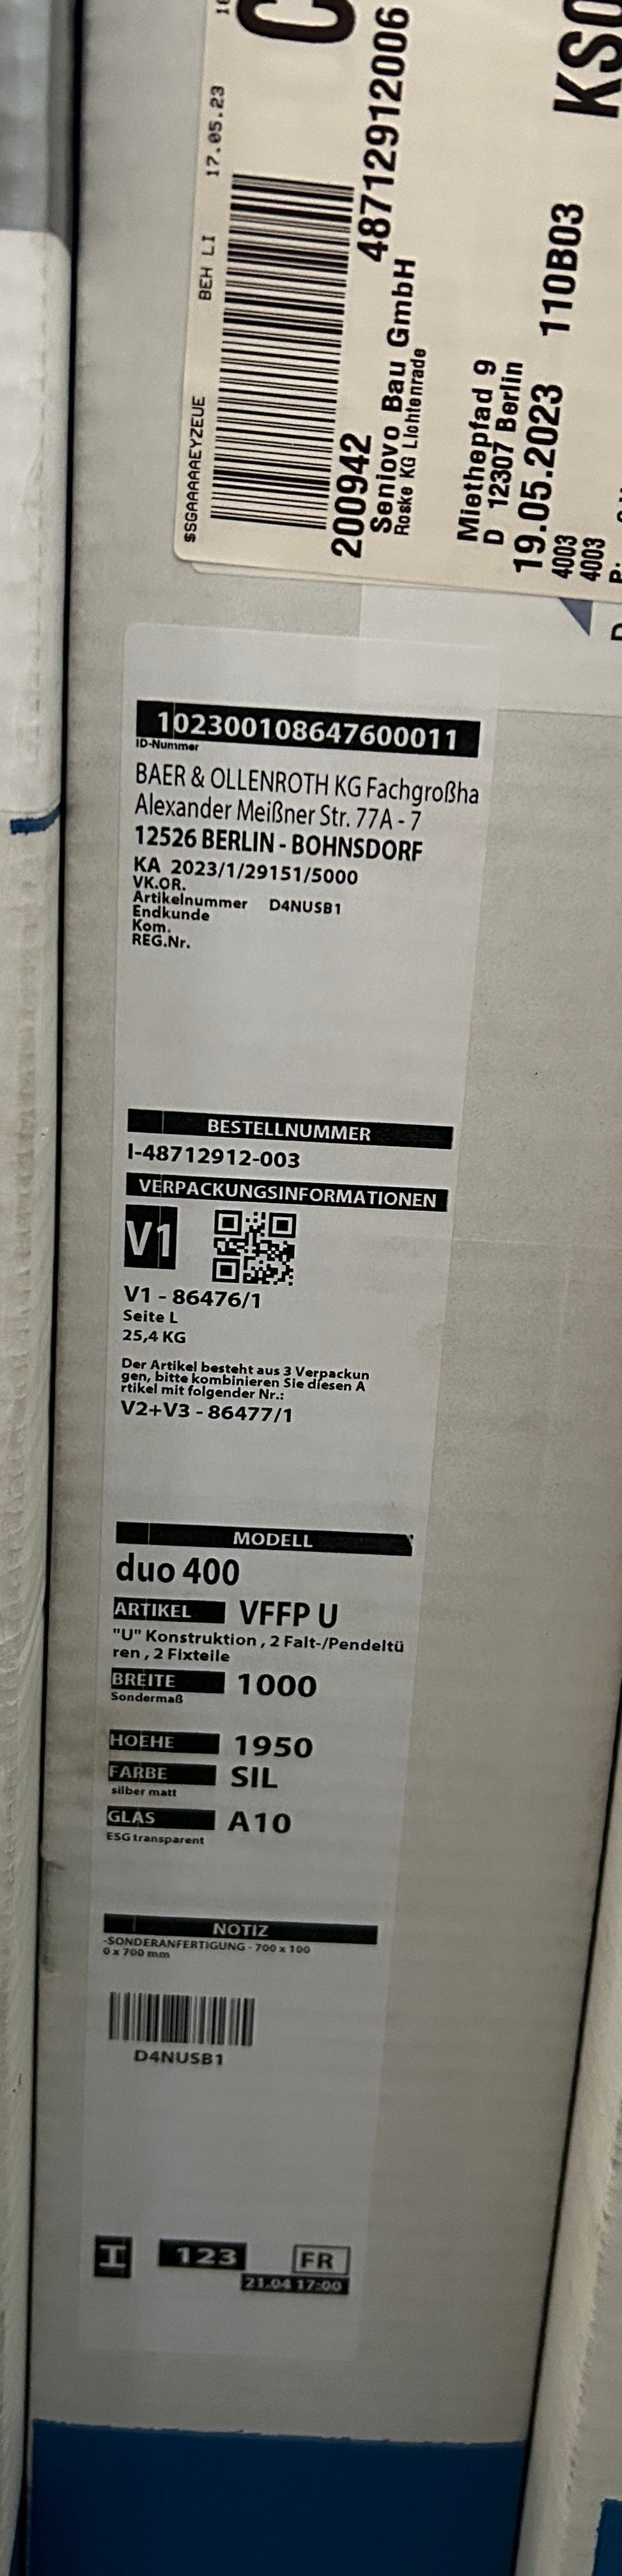 $SGAAAAAEYZEUE BEH LI 17.05.23
C
200942 48712912006
Seniovo Bau GmbH
Roske KG Lichtenrade
Miethepfad 9
D 12307 Berlin
19.05.2023 110B03 KS0
4003
4003
102300108647600011
ID-Nummer
BAER & OLLENROTH KG Fachgroßha
Alexander Meißner Str. 77A - 7
12526 BERLIN - BOHNSDORF
KA 2023/1/29151/5000
VK.OR.
Artikelnummer D4NUSB1
Endkunde
Kom.
REG.Nr.
BESTELLNUMMER
I-48712912-003
VERPACKUNGSINFORMATIONEN
V1
V1 - 86476/1
Seite L
25,4 KG
Der Artikel besteht aus 3 Verpackun
gen, bitte kombinieren Sie diesen A
rtikel mit folgender Nr.:
V2+V3 - 86477/1
MODELL
duo 400
ARTIKEL VFFP U
"U" Konstruktion , 2 Falt-/Pendeltü
ren , 2 Fixteile
BREITE 1000
Sondermaß
HOEHE 1950
FARBE SIL
silber matt
GLAS A10
ESG transparent
NOTIZ
-SONDERANFERTIGUNG - 700 x 100
0 x 700 mm
D4NUSB1
I 123 FR
21.04 17:00